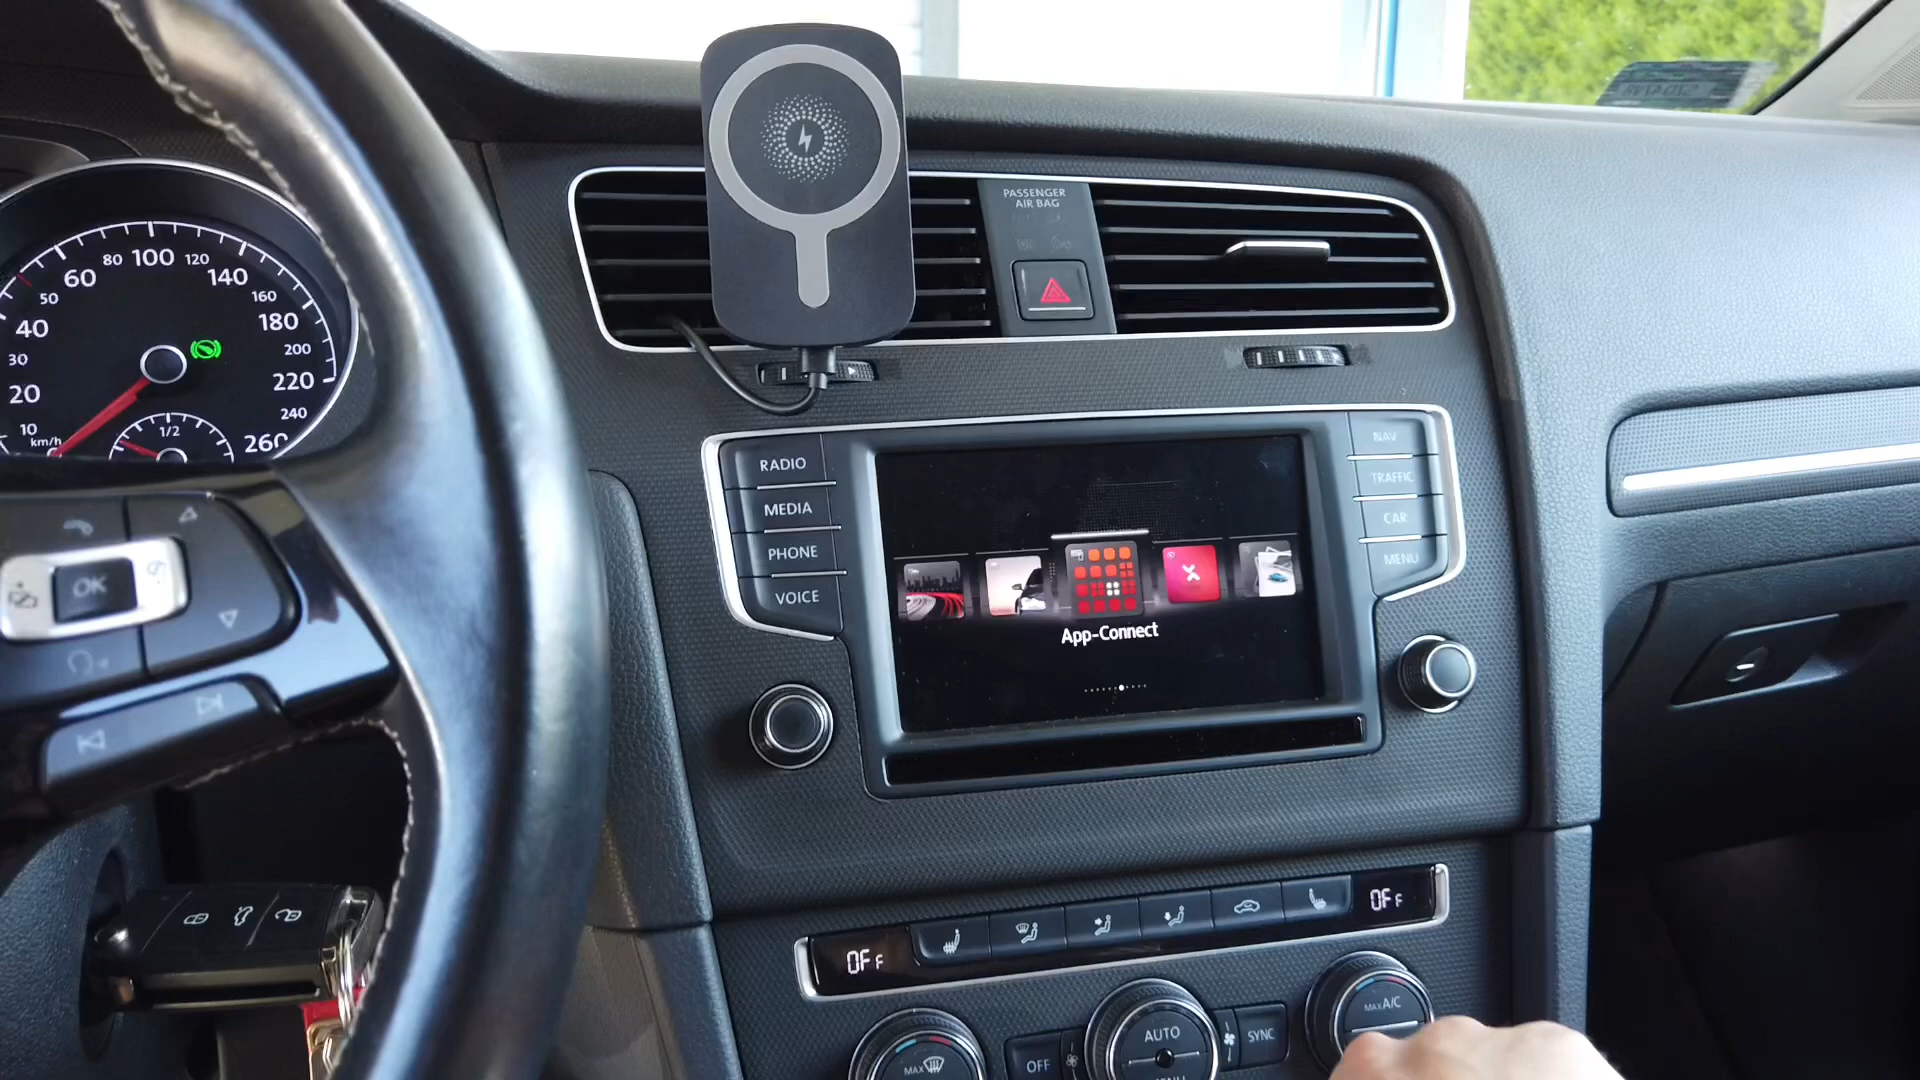 PASSENGER
AIR BAG
10
20
30
40
50
60
80
100
120
140
160
180
200
220
240
260
km/h
1/2
OK
RADIO
MEDIA
PHONE
VOICE
NAV
TRAFFIC
CAR
MENU
App-Connect
OFF
OFF
MAX
OFF
AUTO
MENU
SYNC
MAX A/C